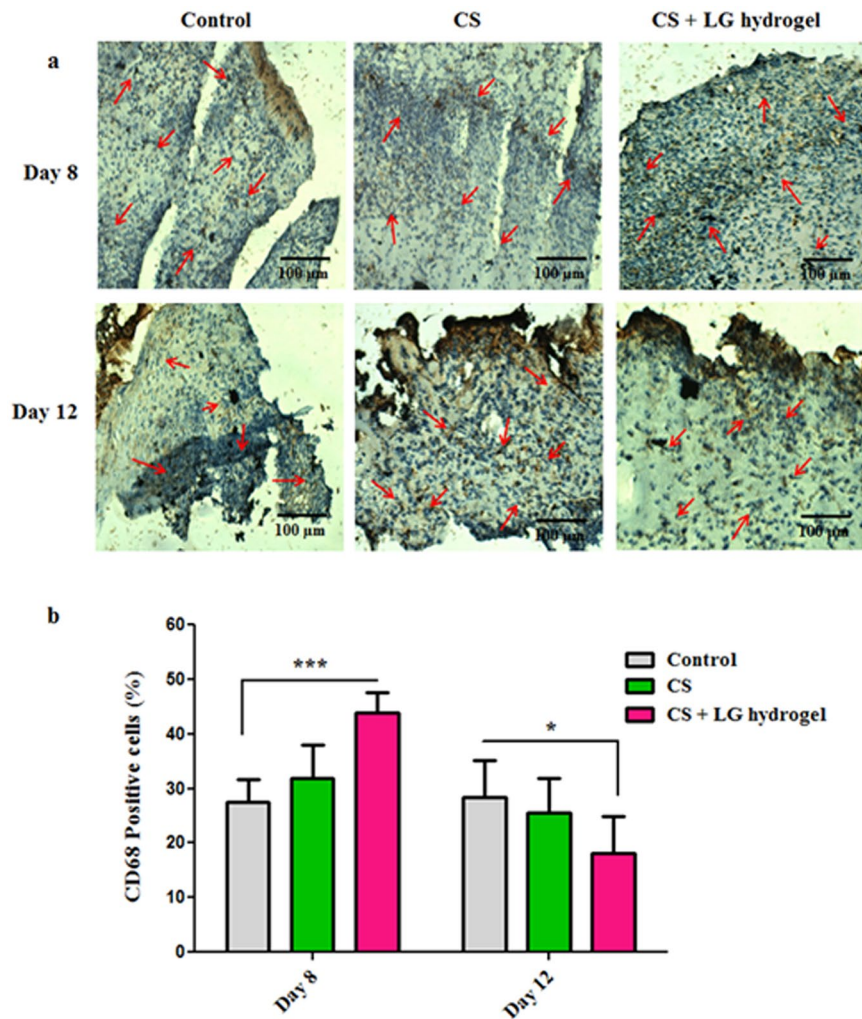 Control CS CS + LG hydrogel
a
Day 8
100 µm 100 µm 100 µm
Day 12
100 µm 100 µm 100 µm
b
60
50
40
30
20
10
0
CD68 Positive cells (%)
***
*
Control
CS
CS + LG hydrogel
Day 8
Day 12